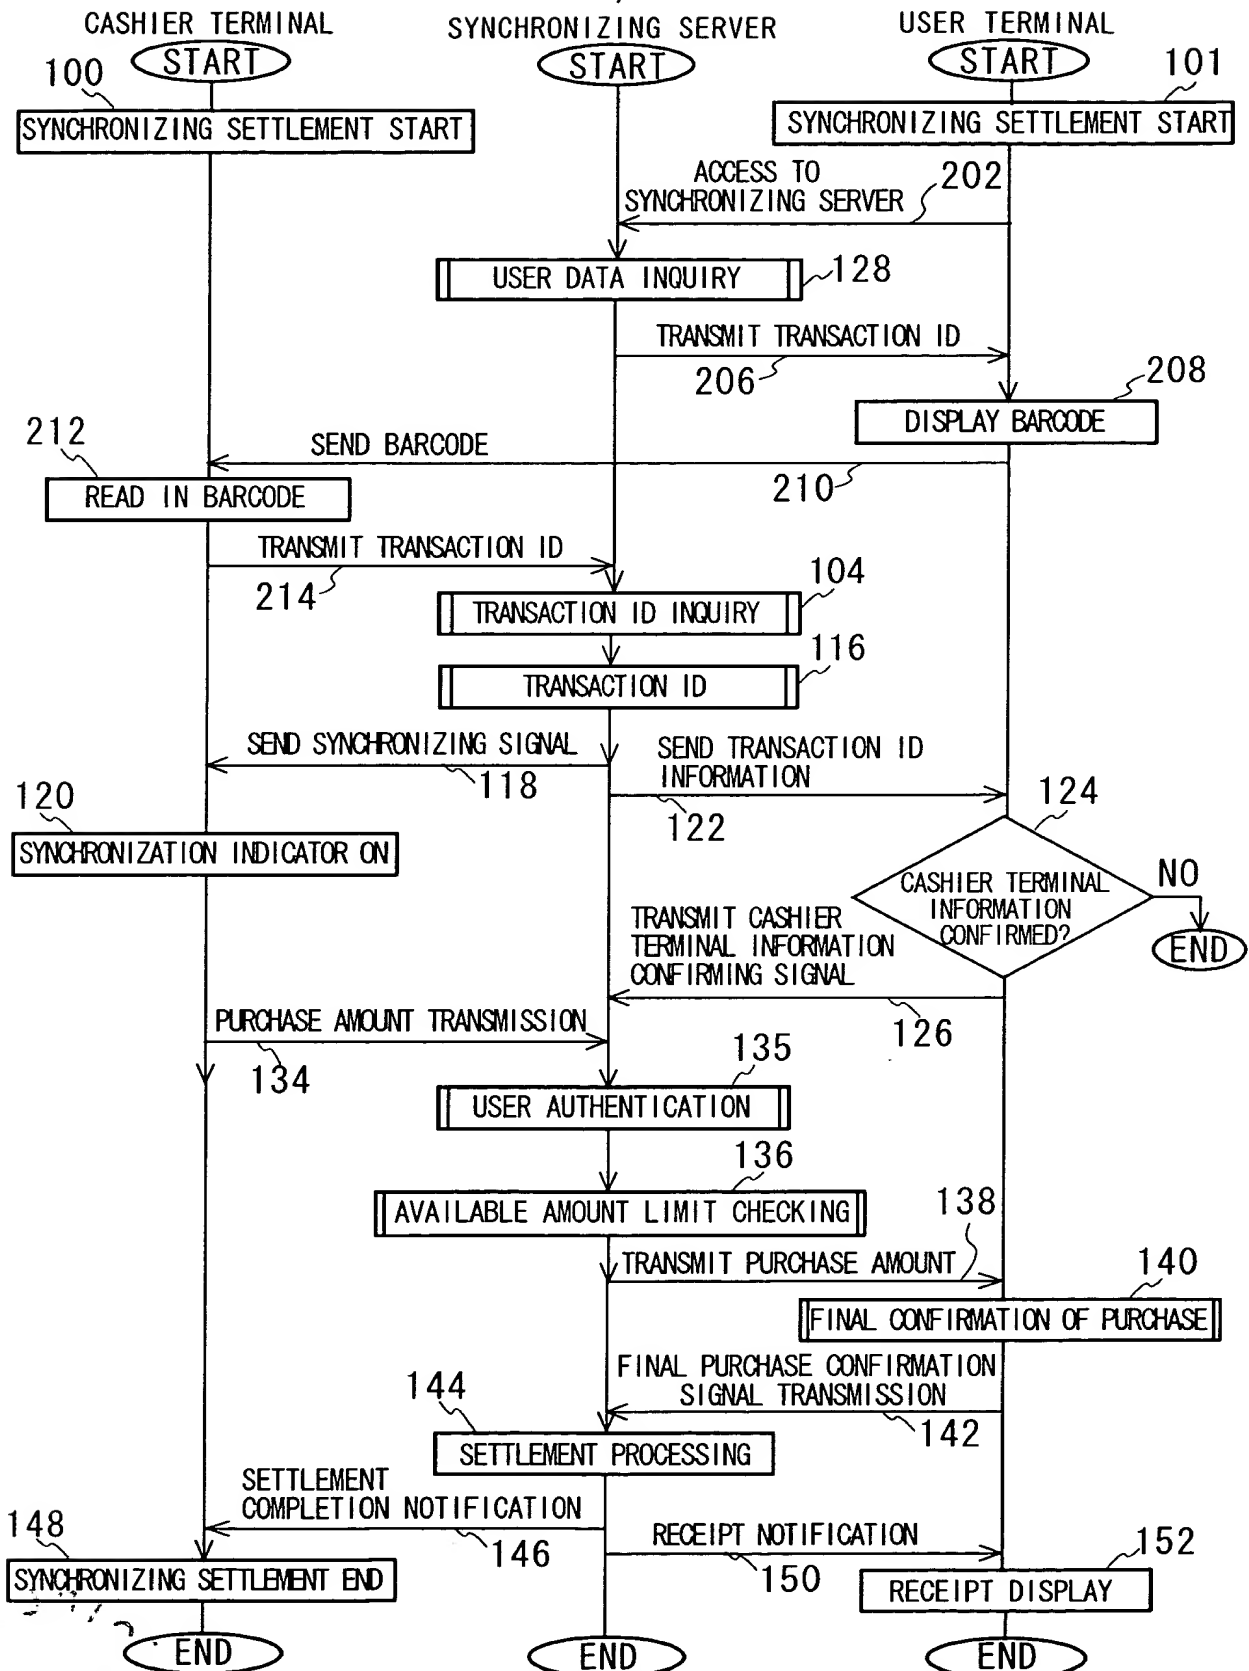 CASHIER TERMINAL
SYNCHRONIZING SERVER
USER TERMINAL
START
START
START
100
101
SYNCHRONIZING SETTLEMENT START
SYNCHRONIZING SETTLEMENT START
ACCESS TO
SYNCHRONIZING SERVER
202
USER DATA INQUIRY
128
TRANSMIT TRANSACTION ID
206
208
DISPLAY BARCODE
212
SEND BARCODE
210
READ IN BARCODE
TRANSMIT TRANSACTION ID
214
104
TRANSACTION ID INQUIRY
116
TRANSACTION ID
SEND SYNCHRONIZING SIGNAL
118
SEND TRANSACTION ID
INFORMATION
122
120
SYNCHRONIZATION INDICATOR ON
124
CASHIER TERMINAL
INFORMATION
CONFIRMED?
NO
END
TRANSMIT CASHIER
TERMINAL INFORMATION
CONFIRMING SIGNAL
126
PURCHASE AMOUNT TRANSMISSION
134
135
USER AUTHENTICATION
136
AVAILABLE AMOUNT LIMIT CHECKING
138
TRANSMIT PURCHASE AMOUNT
140
FINAL CONFIRMATION OF PURCHASE
FINAL PURCHASE CONFIRMATION
SIGNAL TRANSMISSION
142
144
SETTLEMENT PROCESSING
SETTLEMENT
COMPLETION NOTIFICATION
146
RECEIPT NOTIFICATION
150
148
SYNCHRONIZING SETTLEMENT END
152
RECEIPT DISPLAY
END
END
END